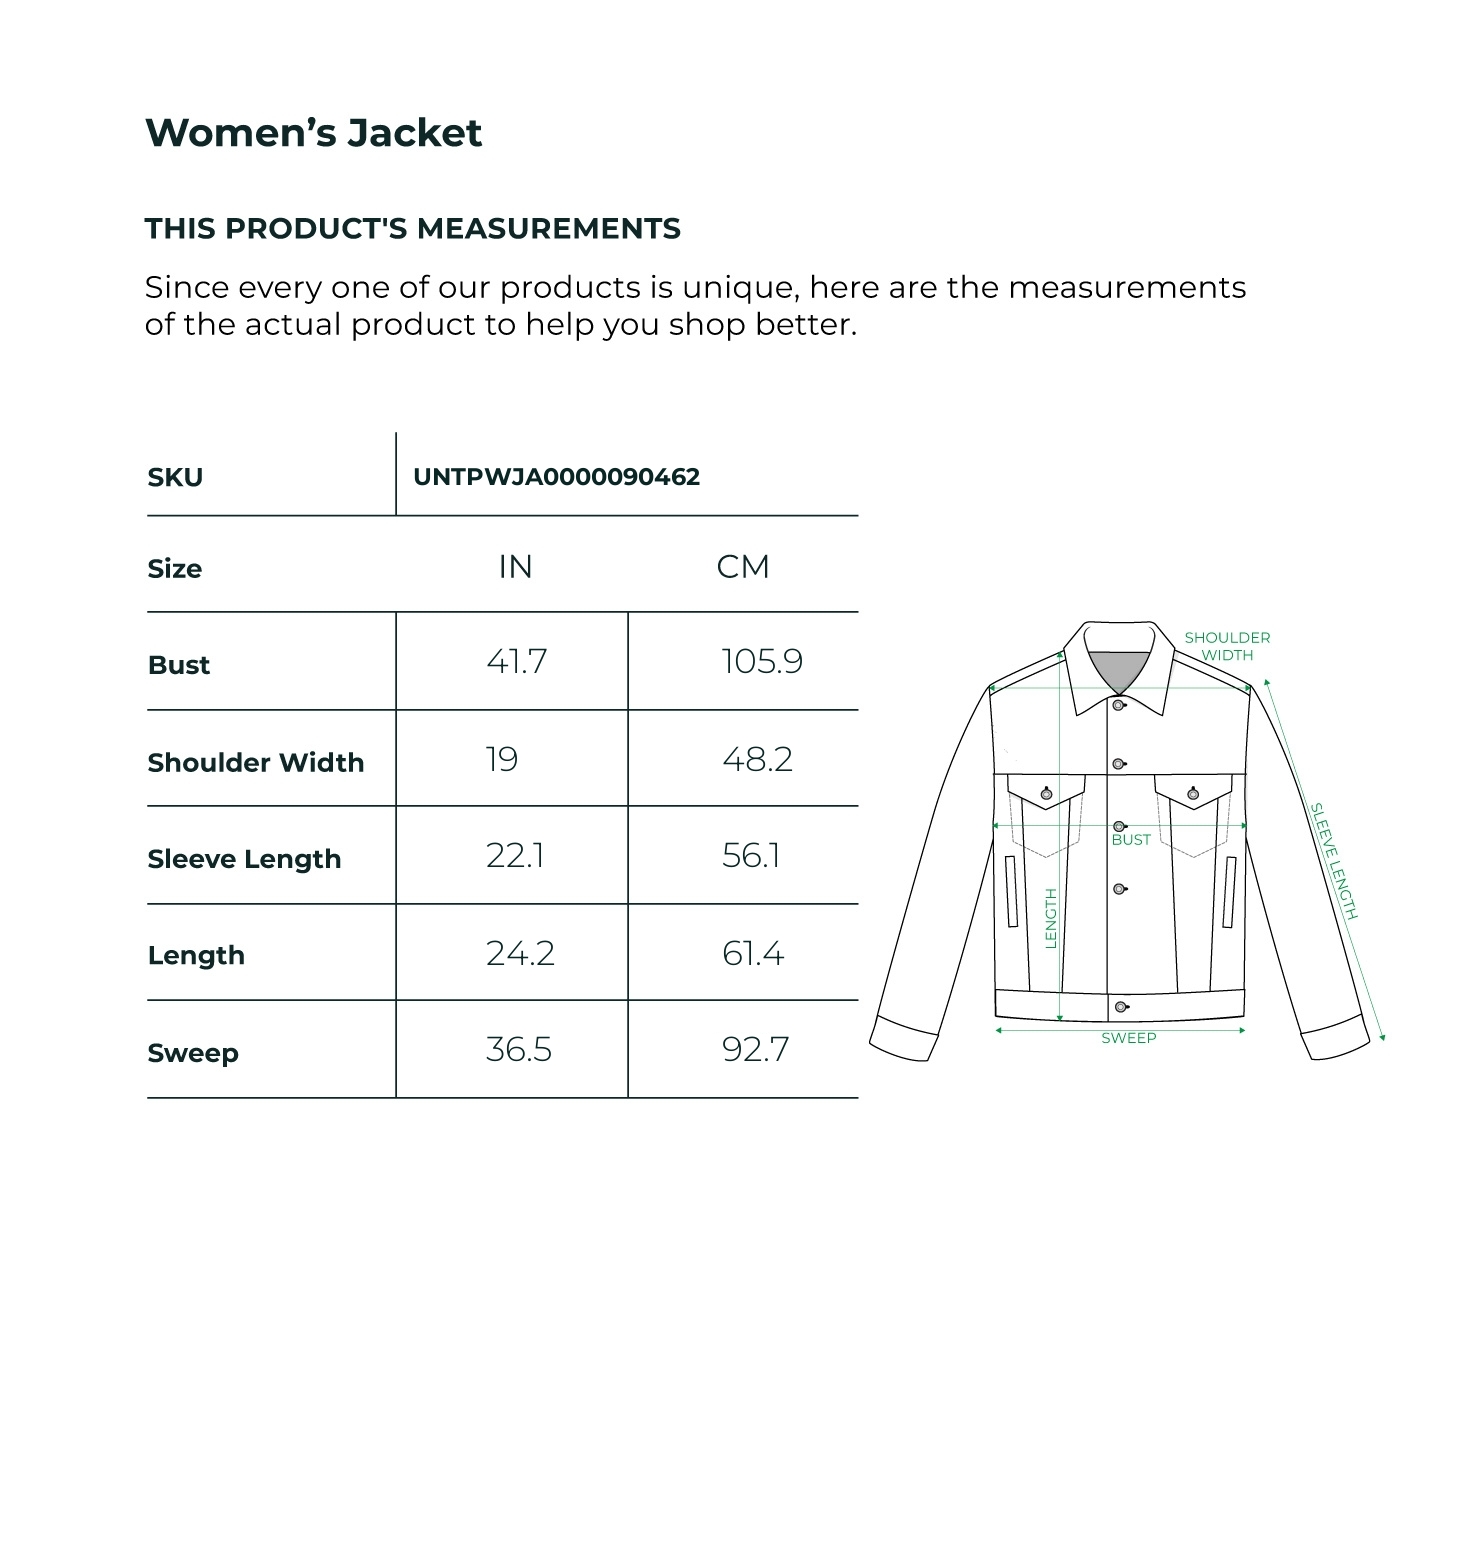 Women’s Jacket
THIS PRODUCT'S MEASUREMENTS
Since every one of our products is unique, here are the measurements
of the actual product to help you shop better.
SKU UNTPWJA0000090462
Size IN CM
Bust 41.7 105.9
Shoulder Width 19 48.2
Sleeve Length 22.1 56.1
Length 24.2 61.4
Sweep 36.5 92.7
SHOULDER
WIDTH
SLEEVE LENGTH
BUST
LENGTH
SWEEP